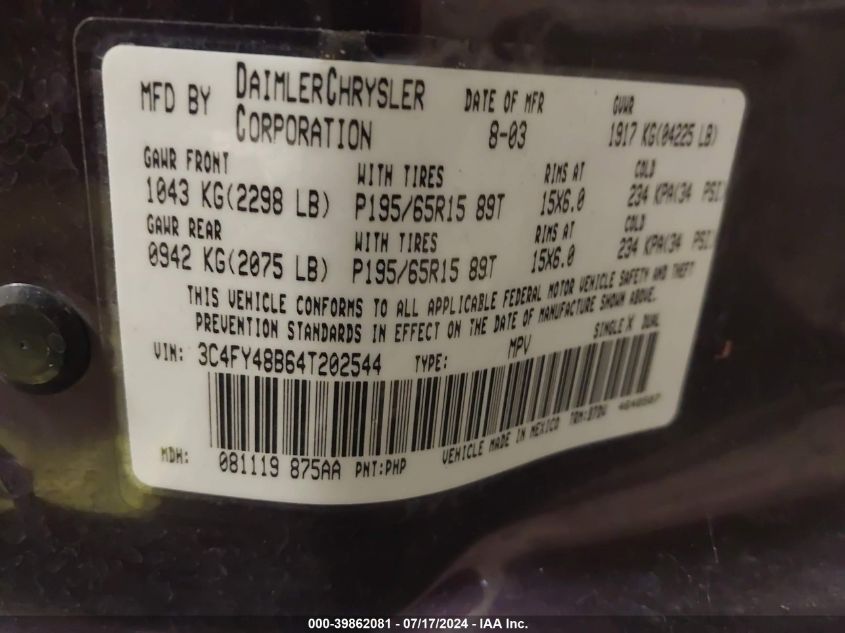 MFD BY DAIMLERCHRYSLER CORPORATION DATE OF MFR 8-03 GVWR 1917 KG(04225 LB)
GAWR FRONT WITH TIRES RIMS AT COLD
1043 KG(2298 LB) P195/65R15 89T 15X6.0 234 KPA(34 PSI)
GAWR REAR WITH TIRES RIMS AT COLD
0942 KG(2075 LB) P195/65R15 89T 15X6.0 234 KPA(34 PSI)
THIS VEHICLE CONFORMS TO ALL APPLICABLE FEDERAL MOTOR VEHICLE SAFETY AND THEFT
PREVENTION STANDARDS IN EFFECT ON THE DATE OF MANUFACTURE SHOWN ABOVE.
VIN: 3C4FY48B64T202544 TYPE: MPV SINGLE X DUAL
MDH: 081119 875AA PNT:PHP VEHICLE MADE IN MEXICO
000-39862081 - 07/17/2024 - IAA Inc.